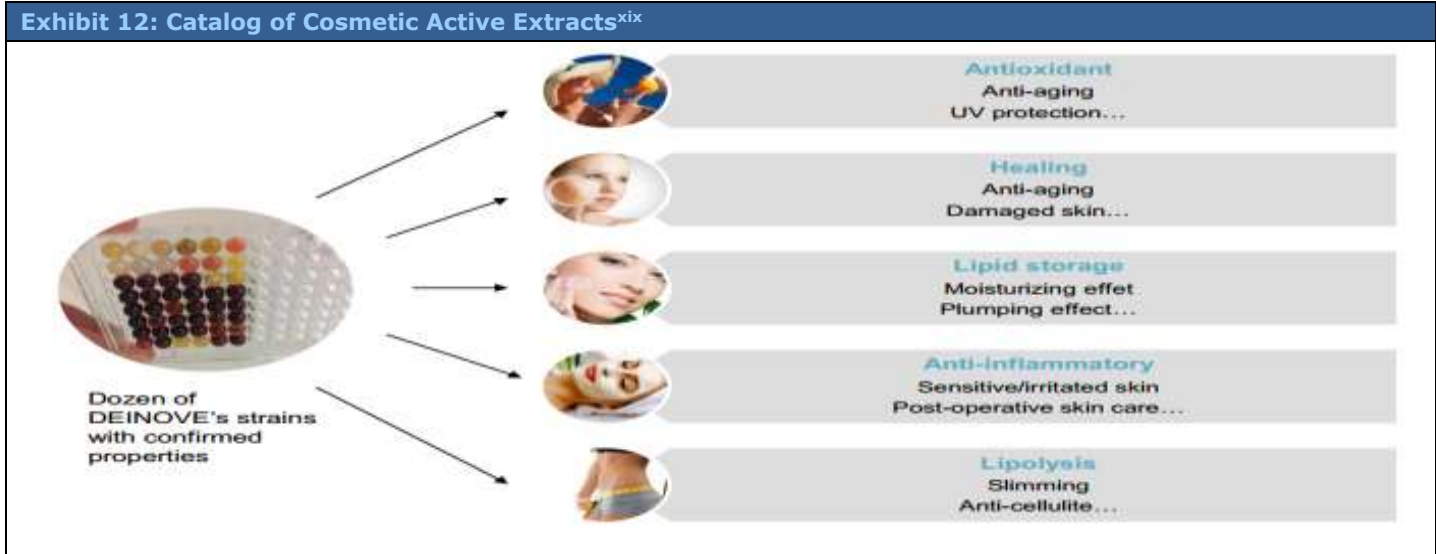 Exhibit 12: Catalog of Cosmetic Active Extractsxix
Antioxidant
Anti-aging
UV protection...
Healing
Anti-aging
Damaged skin...
Lipid storage
Moisturizing effet
Plumping effect...
Anti-inflammatory
Sensitive/irritated skin
Post-operative skin care...
Lipolysis
Slimming
Anti-cellulite...
Dozen of
DEINOVE's strains
with confirmed
properties